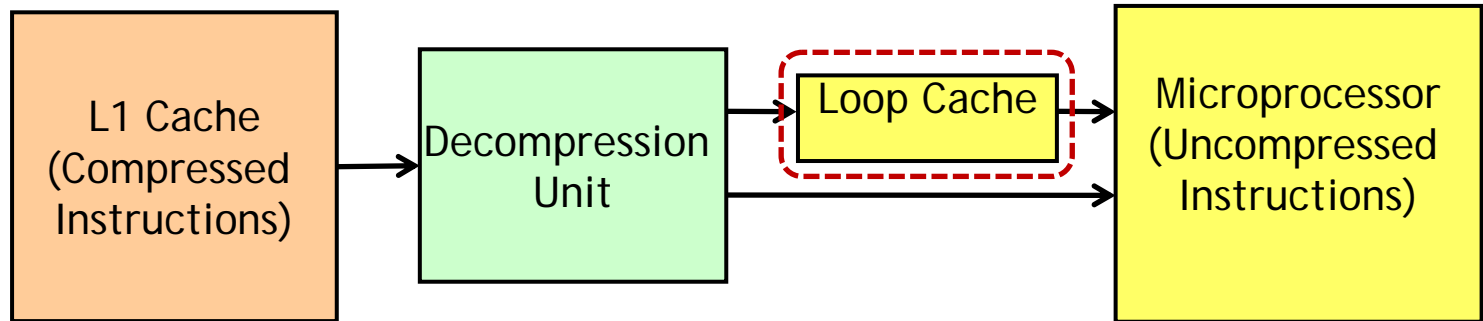 L1 Cache
(Compressed
Instructions)
Decompression
Unit
Loop Cache
Microprocessor
(Uncompressed
Instructions)